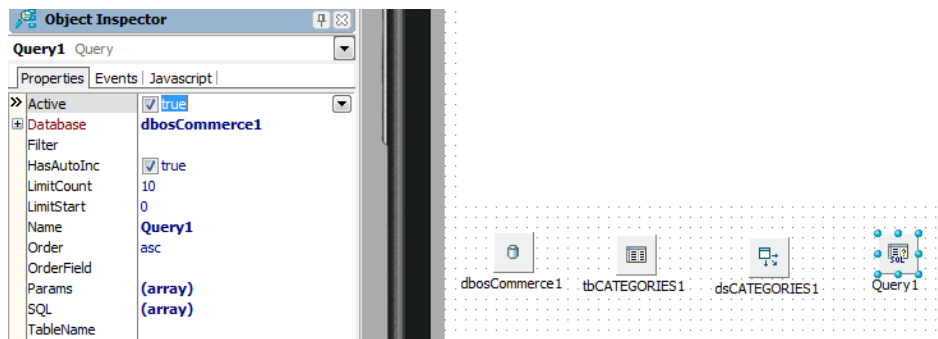 Object Inspector
Query1 Query
Properties Events Javascript
Active true
Database dbosCommerce1
Filter
HasAutoInc true
LimitCount 10
LimitStart 0
Name Query1
Order asc
OrderField
Params (array)
SQL (array)
TableName
SQL
dbosCommerce1 tbCATEGORIES1 dsCATEGORIES1 Query1